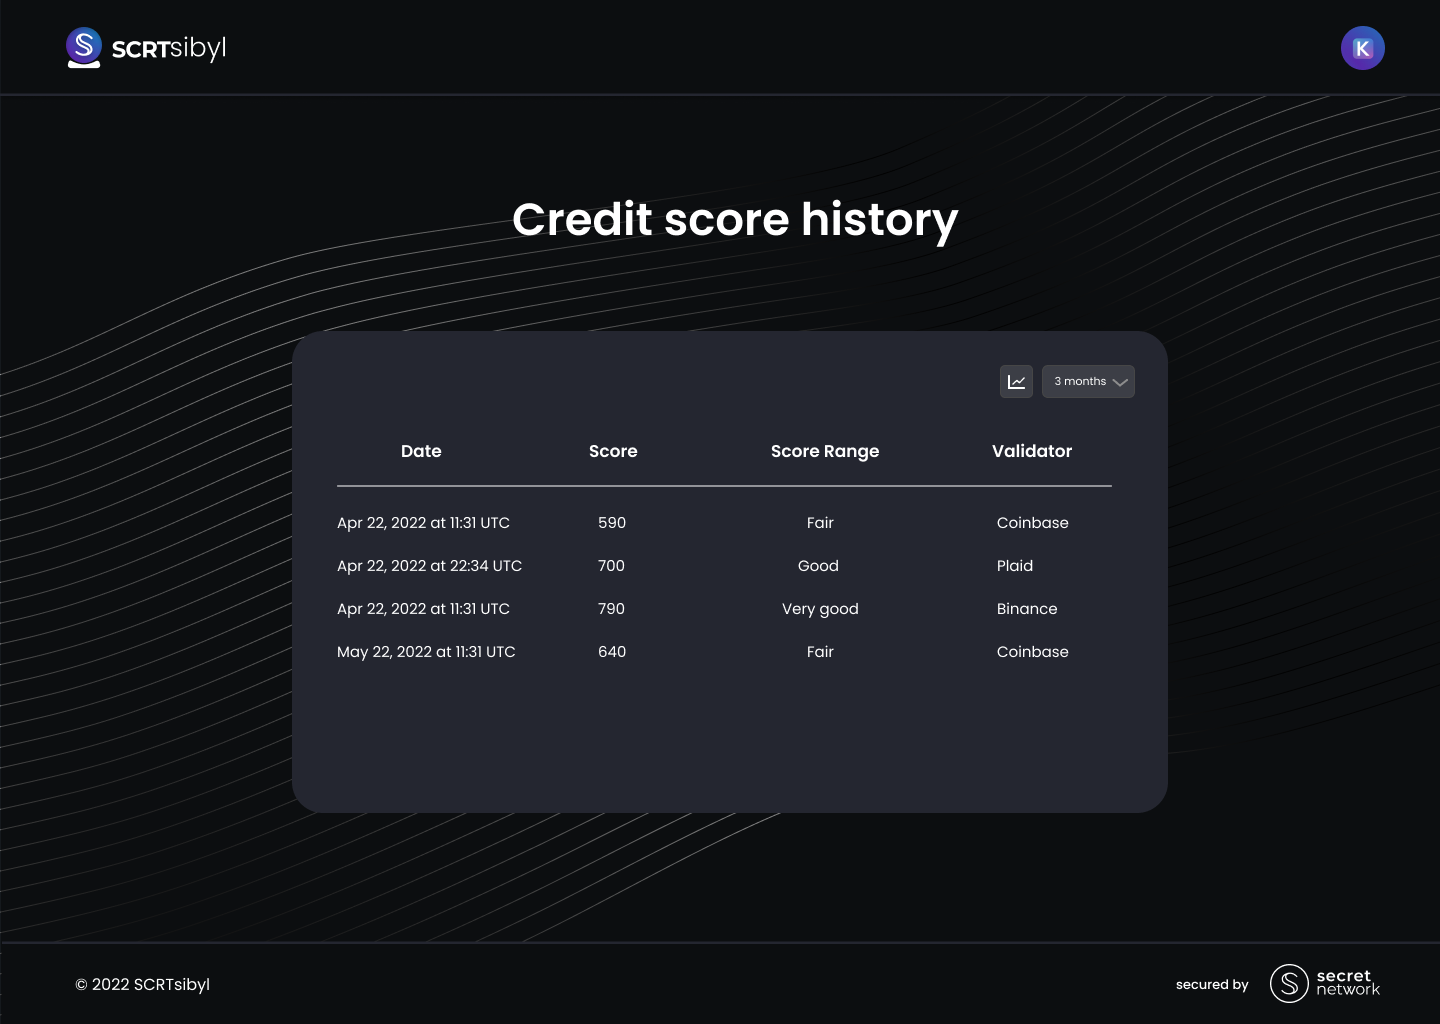 SCRTsibyl
K
Credit score history
3 months
Date Score Score Range Validator
Apr 22, 2022 at 11:31 UTC 590 Fair Coinbase
Apr 22, 2022 at 22:34 UTC 700 Good Plaid
Apr 22, 2022 at 11:31 UTC 790 Very good Binance
May 22, 2022 at 11:31 UTC 640 Fair Coinbase
© 2022 SCRTsibyl
secured by
secret
network